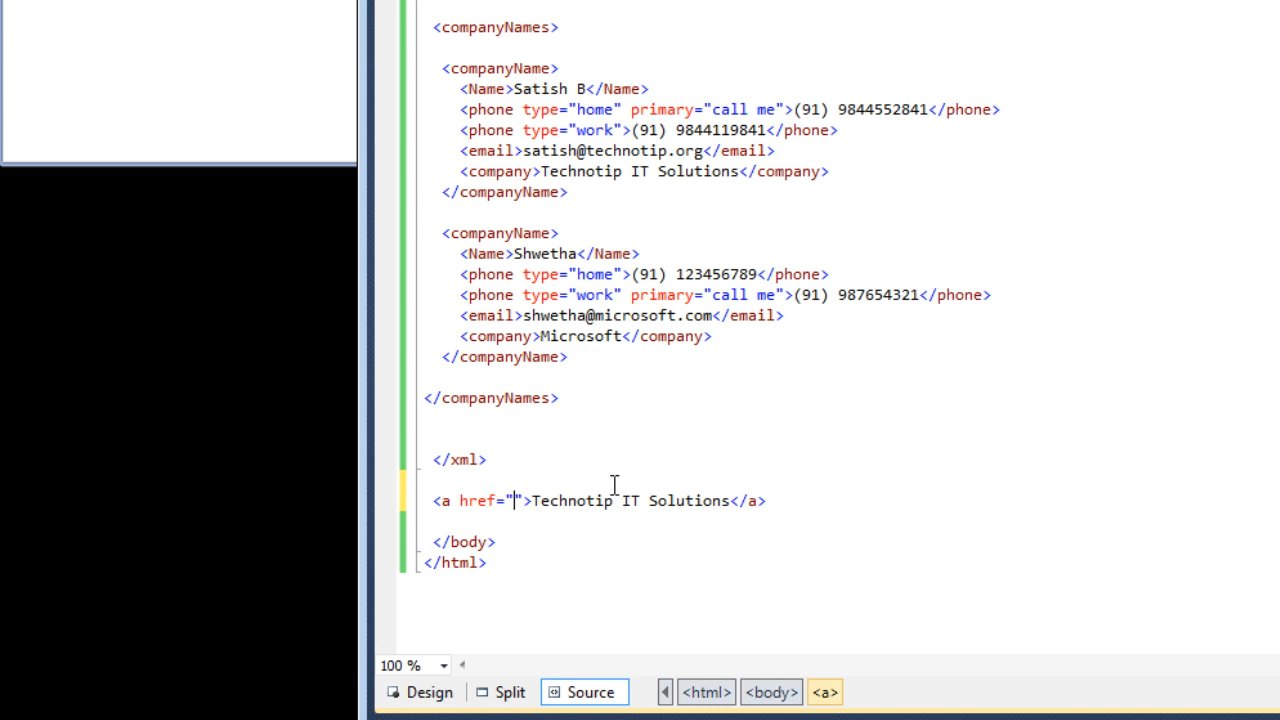 <companyNames>
<companyName>
<Name>Satish B</Name>
<phone type="home" primary="call me">(91) 9844552841</phone>
<phone type="work">(91) 9844119841</phone>
<email>satish@technotip.org</email>
<company>Technotip IT Solutions</company>
</companyName>
<companyName>
<Name>Shwetha</Name>
<phone type="home">(91) 123456789</phone>
<phone type="work" primary="call me">(91) 987654321</phone>
<email>shwetha@microsoft.com</email>
<company>Microsoft</company>
</companyName>
</companyNames>
</xml>
<a href="">Technotip IT Solutions</a>
</body>
</html>
100 %
Design Split Source <html> <body> <a>